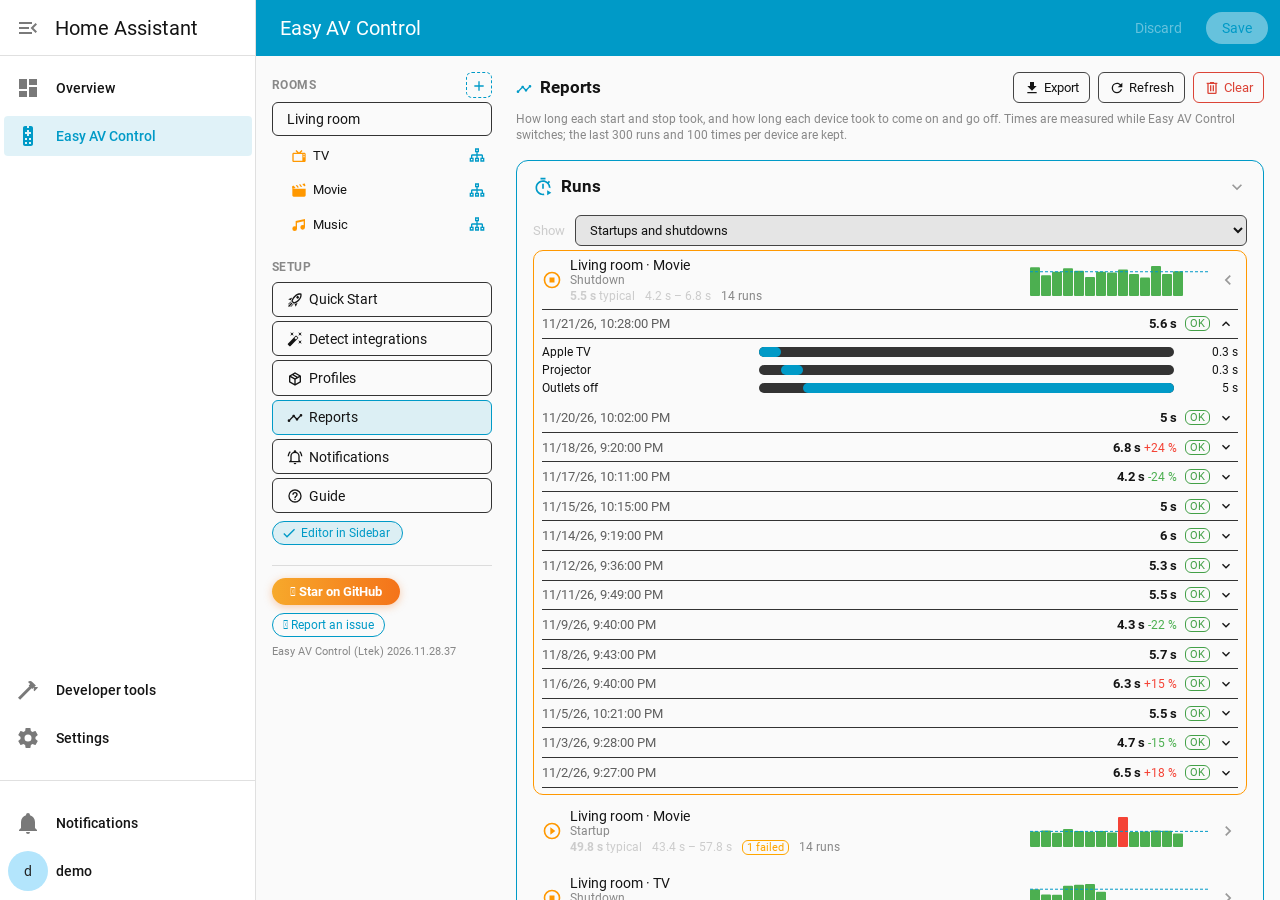 Home Assistant
Easy AV Control
Discard
Save
Overview
Easy AV Control
Developer tools
Settings
Notifications
d
demo
ROOMS
Living room
TV
Movie
Music
SETUP
Quick Start
Detect integrations
Profiles
Reports
Notifications
Guide
Editor in Sidebar
Star on GitHub
Report an issue
Easy AV Control (Ltek) 2026.11.28.37
Reports
Export
Refresh
Clear
How long each start and stop took, and how long each device took to come on and go off. Times are measured while Easy AV Control
switches; the last 300 runs and 100 times per device are kept.
Runs
Show
Startups and shutdowns
Living room · Movie
Shutdown
5.5 s typical 4.2 s – 6.8 s 14 runs
11/21/26, 10:28:00 PM 5.6 s OK
Apple TV 0.3 s
Projector 0.3 s
Outlets off 5 s
11/20/26, 10:02:00 PM 5 s OK
11/18/26, 9:20:00 PM 6.8 s +24 % OK
11/17/26, 10:11:00 PM 4.2 s -24 % OK
11/15/26, 10:15:00 PM 5 s OK
11/14/26, 9:19:00 PM 6 s OK
11/12/26, 9:36:00 PM 5.3 s OK
11/11/26, 9:49:00 PM 5.5 s OK
11/9/26, 9:40:00 PM 4.3 s -22 % OK
11/8/26, 9:43:00 PM 5.7 s OK
11/6/26, 9:40:00 PM 6.3 s +15 % OK
11/5/26, 10:21:00 PM 5.5 s OK
11/3/26, 9:28:00 PM 4.7 s -15 % OK
11/2/26, 9:27:00 PM 6.5 s +18 % OK
Living room · Movie
Startup
49.8 s typical 43.4 s – 57.8 s 1 failed 14 runs
Living room · TV
Shutdown